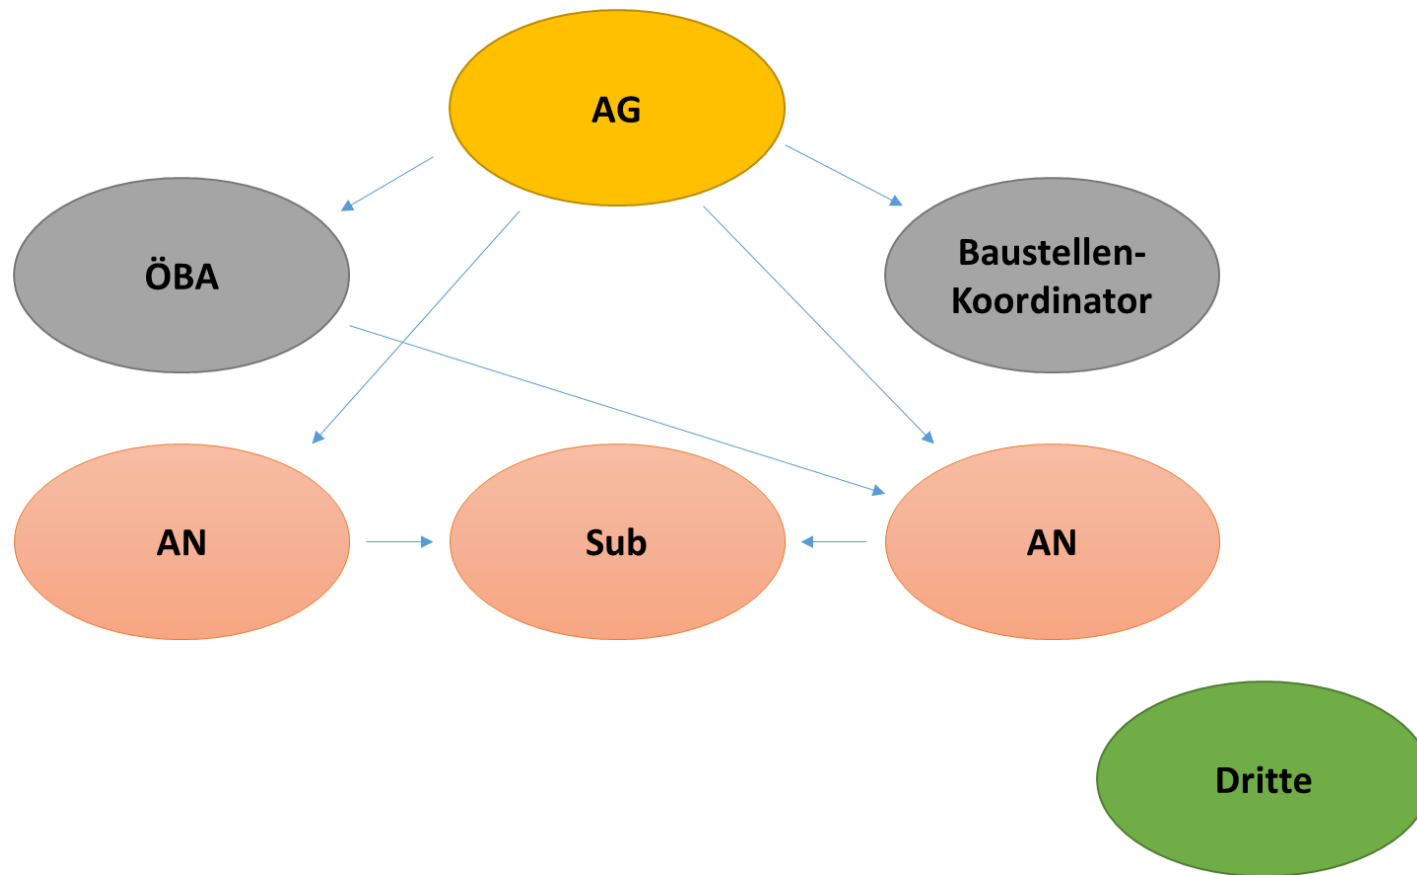 AG
ÖBA
Baustellen-
Koordinator
AN
Sub
AN
Dritte